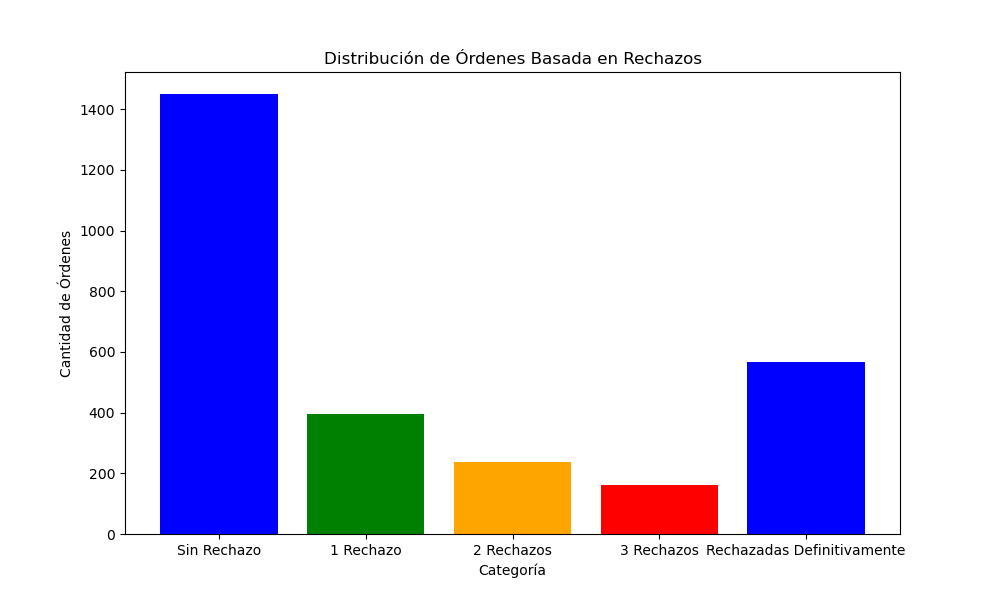 Distribución de Órdenes Basada en Rechazos
Cantidad de Órdenes
1400
1200
1000
800
600
400
200
0
Sin Rechazo 1 Rechazo 2 Rechazos 3 Rechazos Rechazadas Definitivamente
Categoría